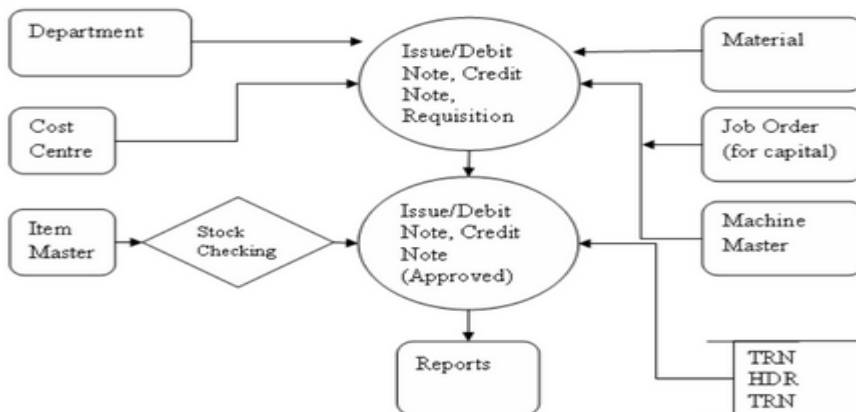 Department
Issue/Debit
Note, Credit
Note,
Requisition
Material
Cost
Centre
Job Order
(for capital)
Item
Master
Stock
Checking
Issue/Debit
Note, Credit
Note
(Approved)
Machine
Master
Reports
TRN
HDR
TRN